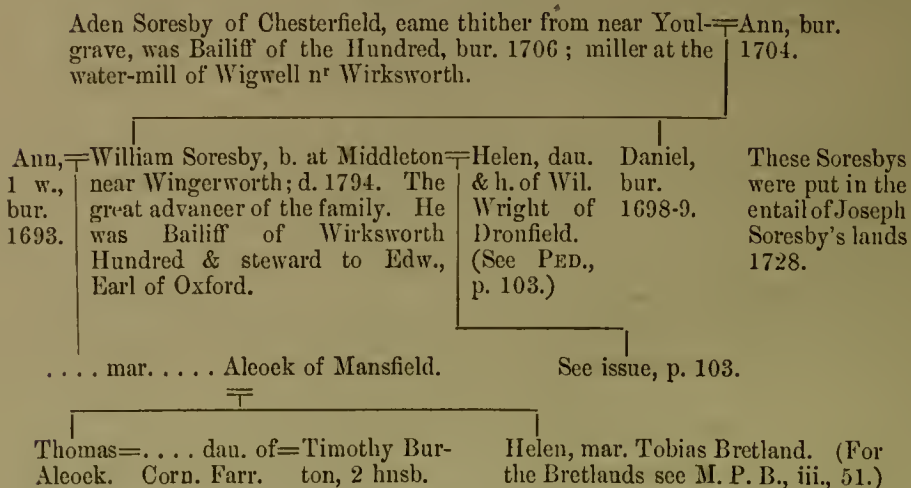 Aden Soresby of Chesterfield, came thither from near Youl-
grave, was Bailiff of the Hundred, bur. 1706; miller at the
water-mill of Wigwell nʳ Wirksworth.
Ann, bur.
1704.
Ann,
1 w.,
bur.
1693.
William Soresby, b. at Middleton
near Wingerworth; d. 1794. The
great advancer of the family. He
was Bailiff of Wirksworth
Hundred & steward to Edw.,
Earl of Oxford.
Helen, dau.
& h. of Wil.
Wright of
Dronfield.
(See PED.,
p. 103.)
Daniel,
bur.
1698-9.
These Soresbys
were put in the
entail of Joseph
Soresby's lands
1728.
. . . . mar. . . . . Alcock of Mansfield.
See issue, p. 103.
Thomas=. . . . dau. of=Timothy Bur-
Alcock. Corn. Farr. ton, 2 husb.
Helen, mar. Tobias Bretland. (For
the Bretlands see M. P. B., iii., 51.)